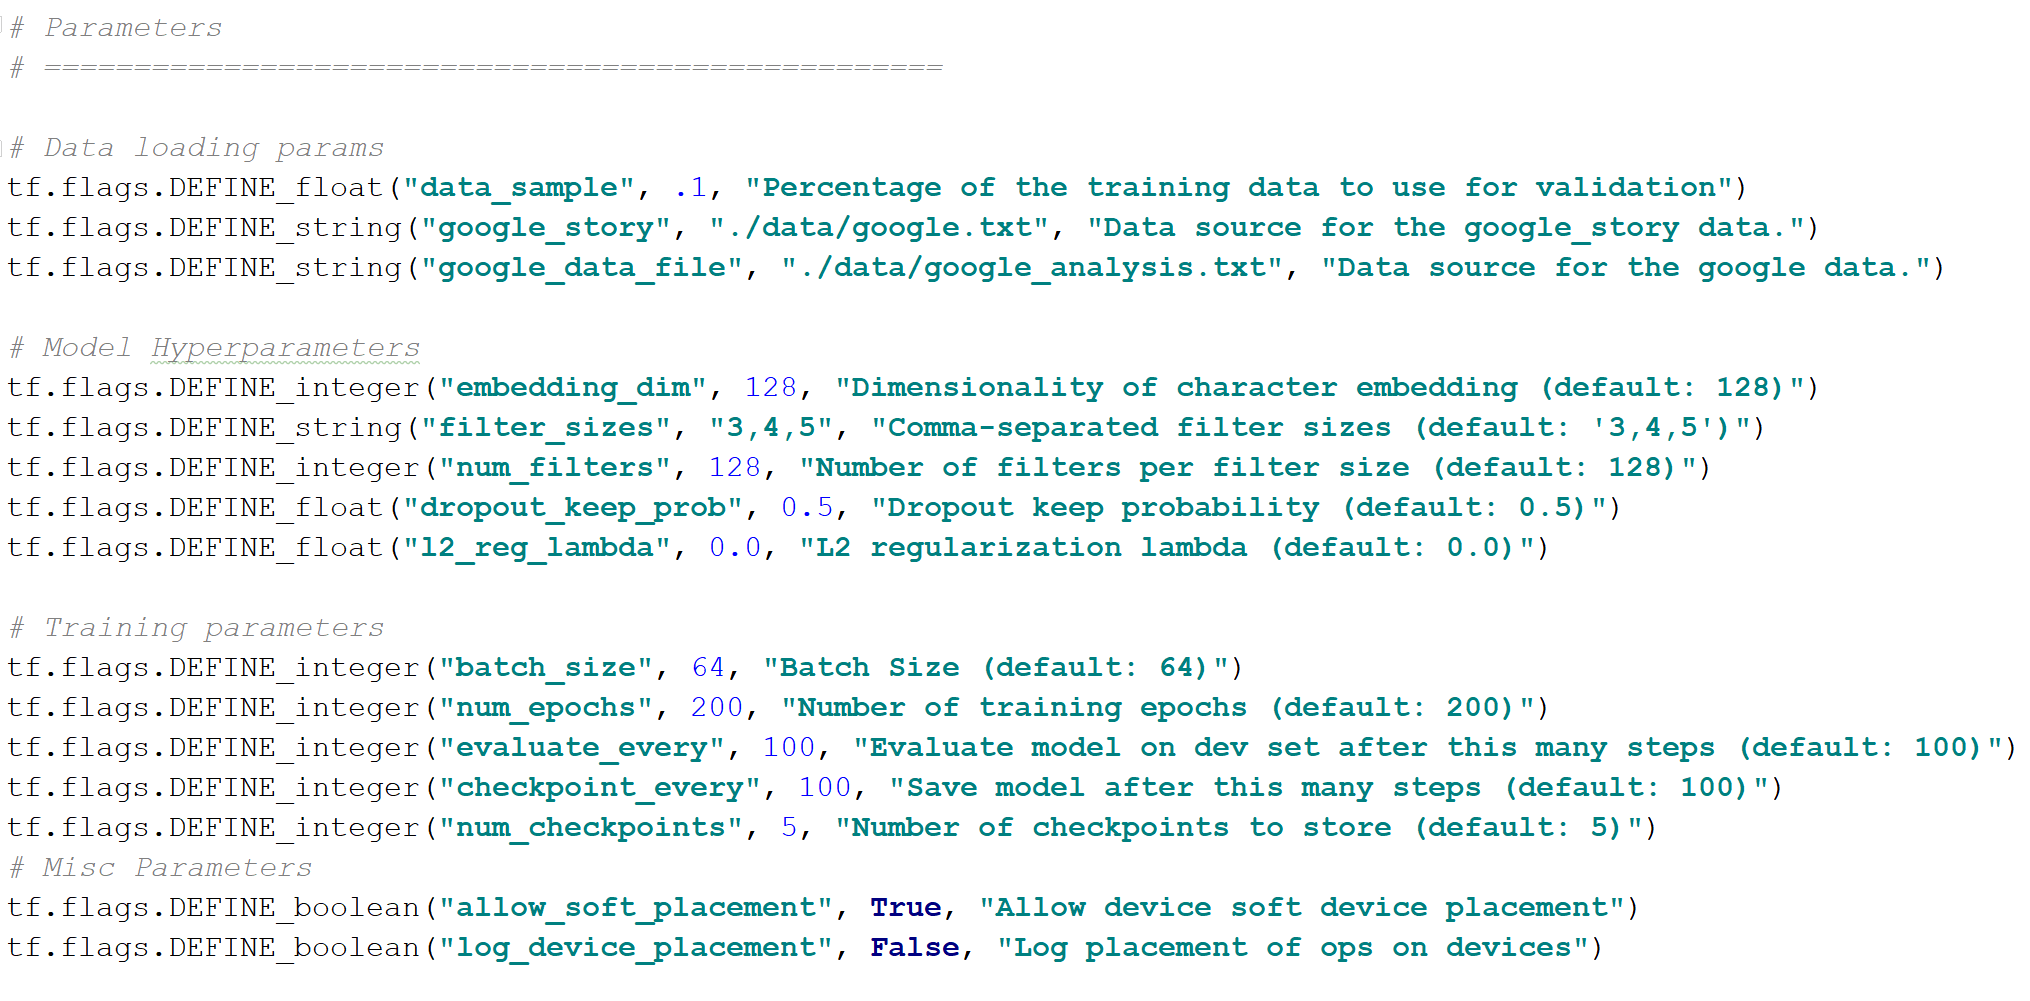 # Parameters
# ==================================================
# Data loading params
tf.flags.DEFINE_float("data_sample", .1, "Percentage of the training data to use for validation")
tf.flags.DEFINE_string("google_story", "./data/google.txt", "Data source for the google_story data.")
tf.flags.DEFINE_string("google_data_file", "./data/google_analysis.txt", "Data source for the google data.")
# Model Hyperparameters
tf.flags.DEFINE_integer("embedding_dim", 128, "Dimensionality of character embedding (default: 128)")
tf.flags.DEFINE_string("filter_sizes", "3,4,5", "Comma-separated filter sizes (default: '3,4,5')")
tf.flags.DEFINE_integer("num_filters", 128, "Number of filters per filter size (default: 128)")
tf.flags.DEFINE_float("dropout_keep_prob", 0.5, "Dropout keep probability (default: 0.5)")
tf.flags.DEFINE_float("l2_reg_lambda", 0.0, "L2 regularization lambda (default: 0.0)")
# Training parameters
tf.flags.DEFINE_integer("batch_size", 64, "Batch Size (default: 64)")
tf.flags.DEFINE_integer("num_epochs", 200, "Number of training epochs (default: 200)")
tf.flags.DEFINE_integer("evaluate_every", 100, "Evaluate model on dev set after this many steps (default: 100)")
tf.flags.DEFINE_integer("checkpoint_every", 100, "Save model after this many steps (default: 100)")
tf.flags.DEFINE_integer("num_checkpoints", 5, "Number of checkpoints to store (default: 5)")
# Misc Parameters
tf.flags.DEFINE_boolean("allow_soft_placement", True, "Allow device soft device placement")
tf.flags.DEFINE_boolean("log_device_placement", False, "Log placement of ops on devices")